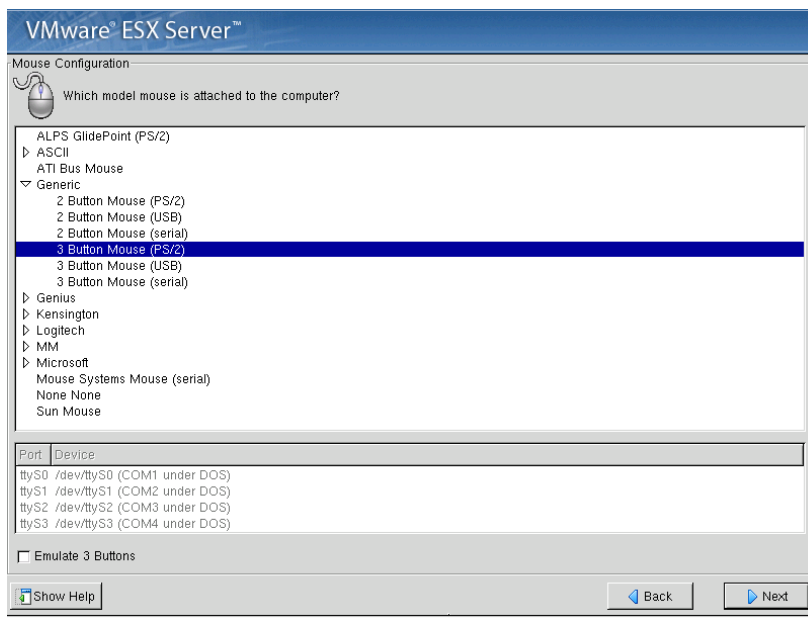 VMware® ESX Server™
Mouse Configuration
Which model mouse is attached to the computer?
ALPS GlidePoint (PS/2)
ASCII
ATI Bus Mouse
Generic
2 Button Mouse (PS/2)
2 Button Mouse (USB)
2 Button Mouse (serial)
3 Button Mouse (PS/2)
3 Button Mouse (USB)
3 Button Mouse (serial)
Genius
Kensington
Logitech
MM
Microsoft
Mouse Systems Mouse (serial)
None None
Sun Mouse
Port Device
ttyS0 /dev/ttyS0 (COM1 under DOS)
ttyS1 /dev/ttyS1 (COM2 under DOS)
ttyS2 /dev/ttyS2 (COM3 under DOS)
ttyS3 /dev/ttyS3 (COM4 under DOS)
Emulate 3 Buttons
Show Help Back Next